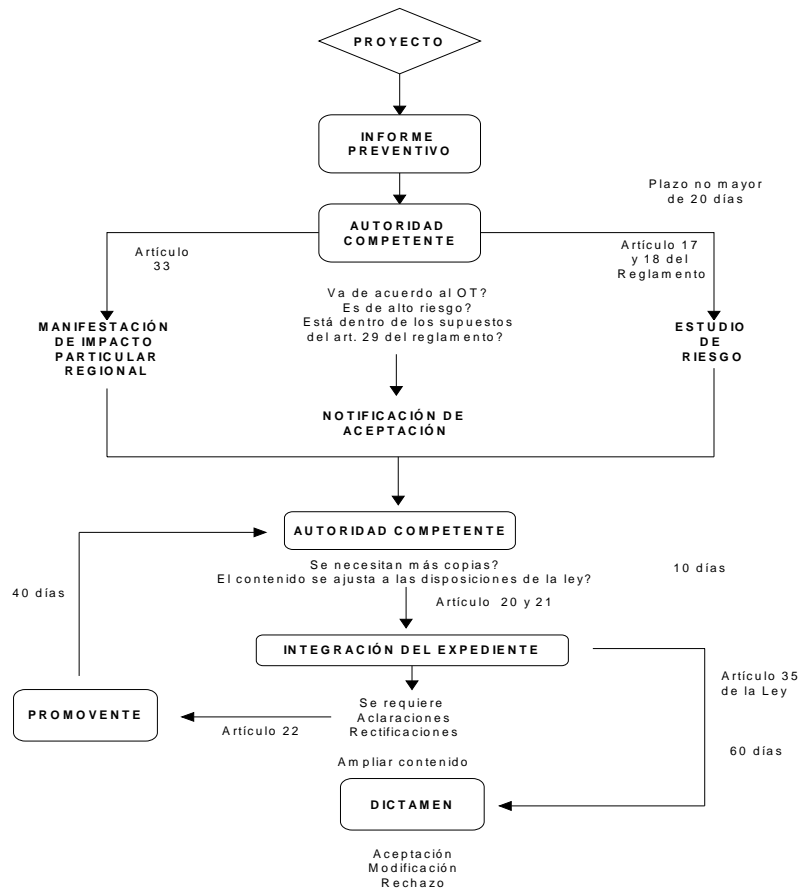 PROYECTO
INFORME
PREVENTIVO
Plazo no mayor
de 20 días
AUTORIDAD
COMPETENTE
Artículo
33
Artículo 17
y 18 del
Reglamento
Va de acuerdo al OT?
Es de alto riesgo?
Está dentro de los supuestos
del art. 29 del reglamento?
MANIFESTACIÓN
DE IMPACTO
PARTICULAR
REGIONAL
ESTUDIO
DE
RIESGO
NOTIFICACIÓN DE
ACEPTACIÓN
AUTORIDAD COMPETENTE
Se necesitan más copias?
El contenido se ajusta a las disposiciones de la ley?
10 días
40 días
Artículo 20 y 21
INTEGRACIÓN DEL EXPEDIENTE
Artículo 35
de la Ley
PROMOVENTE
Artículo 22
Se requiere
Aclaraciones
Rectificaciones
60 días
Ampliar contenido
DICTAMEN
Aceptación
Modificación
Rechazo